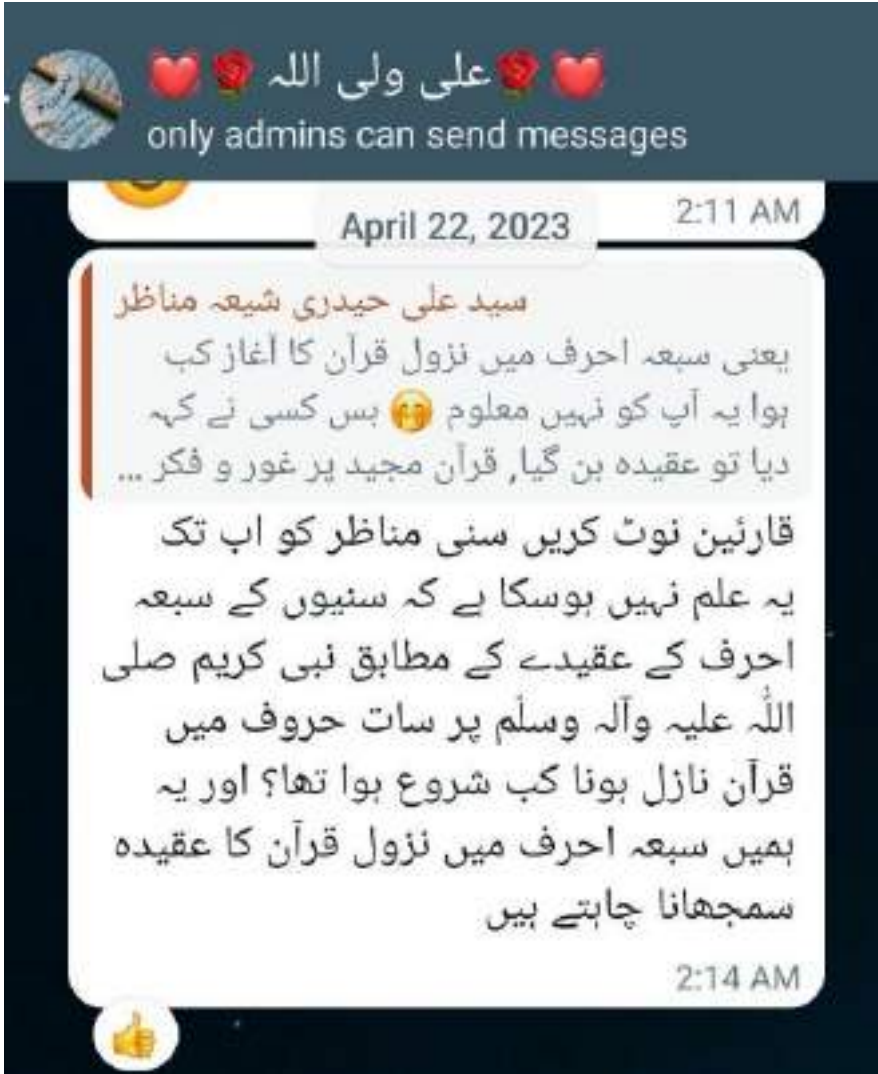 💓🌹علی ولی اللہ🌹💓
only admins can send messages
2:11 AM
April 22, 2023
سید علی حیدری شیعہ مناظر
یعنی سبعہ احرف میں نزول قرآن کا آغاز کب
ہوا یہ آپ کو نہیں معلوم 🤭 بس کسی نے کہہ
دیا تو عقیدہ بن گیا, قرآن مجید پر غور و فکر ...
قارئین نوٹ کریں سنی مناظر کو اب تک
یہ علم نہیں ہوسکا ہے کہ سنیوں کے سبعہ
احرف کے عقیدے کے مطابق نبی کریم صلی
اللّٰہ علیہ وآلہ وسلّم پر سات حروف میں
قرآن نازل ہونا کب شروع ہوا تھا؟ اور یہ
ہمیں سبعہ احرف میں نزول قرآن کا عقیدہ
سمجھانا چاہتے ہیں
2:14 AM
👍